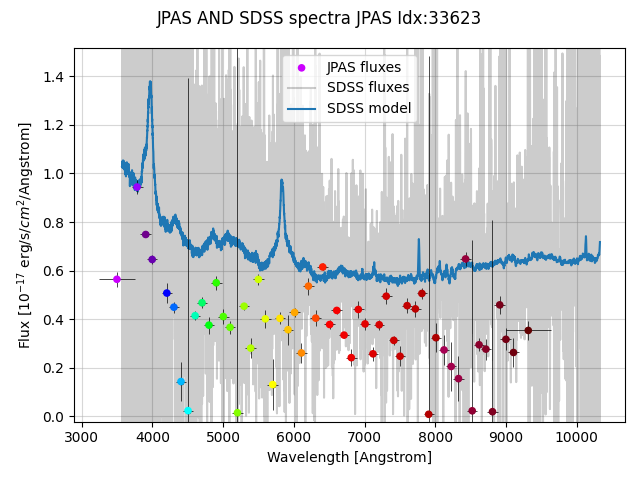 JPAS AND SDSS spectra JPAS Idx:33623
JPAS fluxes
SDSS fluxes
SDSS model
Flux [10⁻¹⁷ erg/s/cm²/Angstrom]
1.4
1.2
1.0
0.8
0.6
0.4
0.2
0.0
3000 4000 5000 6000 7000 8000 9000 10000
Wavelength [Angstrom]